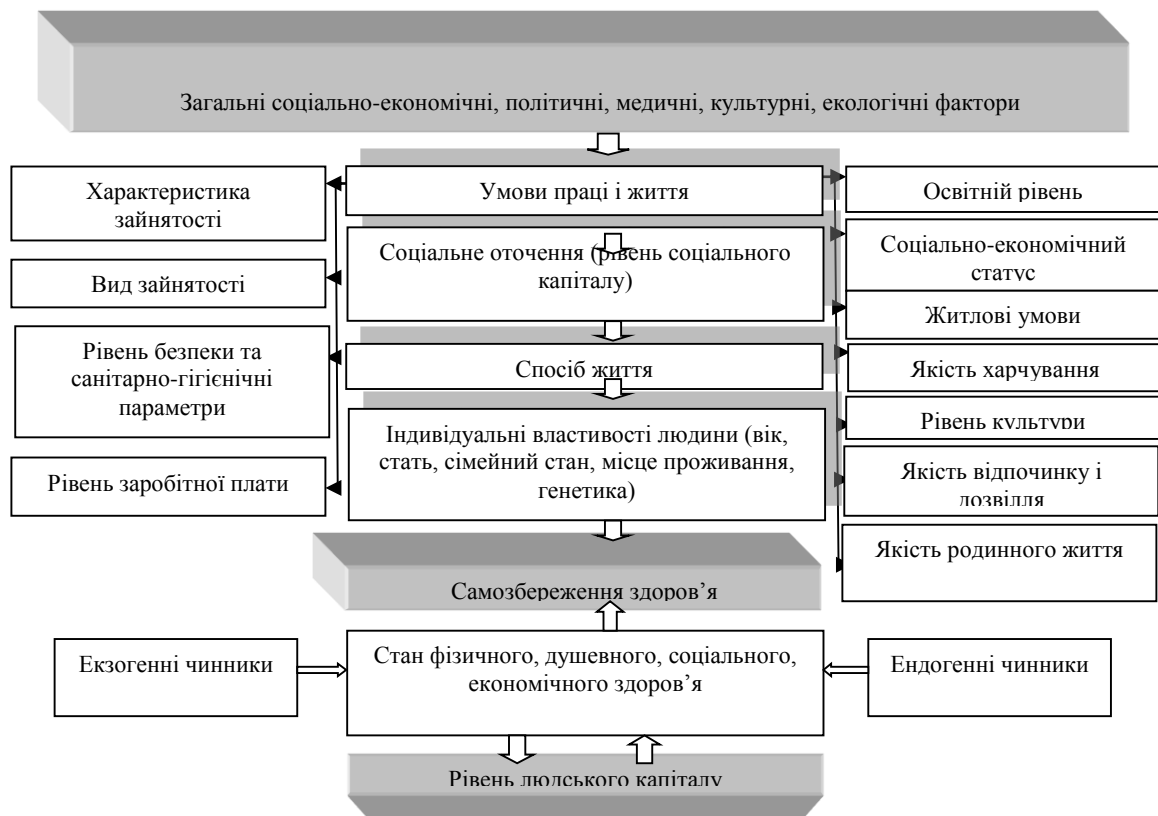 Загальні соціально-економічні, політичні, медичні, культурні, екологічні фактори
Характеристика
зайнятості
Вид зайнятості
Рівень безпеки та
санітарно-гігієнічні
параметри
Рівень заробітної плати
Умови праці і життя
Соціальне оточення (рівень соціального
капіталу)
Спосіб життя
Індивідуальні властивості людини (вік,
стать, сімейний стан, місце проживання,
генетика)
Освітній рівень
Соціально-економічний
статус
Житлові умови
Якість харчування
Рівень культури
Якість відпочинку і
дозвілля
Якість родинного життя
Самозбереження здоров’я
Екзогенні чинники
Стан фізичного, душевного, соціального,
економічного здоров’я
Ендогенні чинники
Рівень людського капіталу